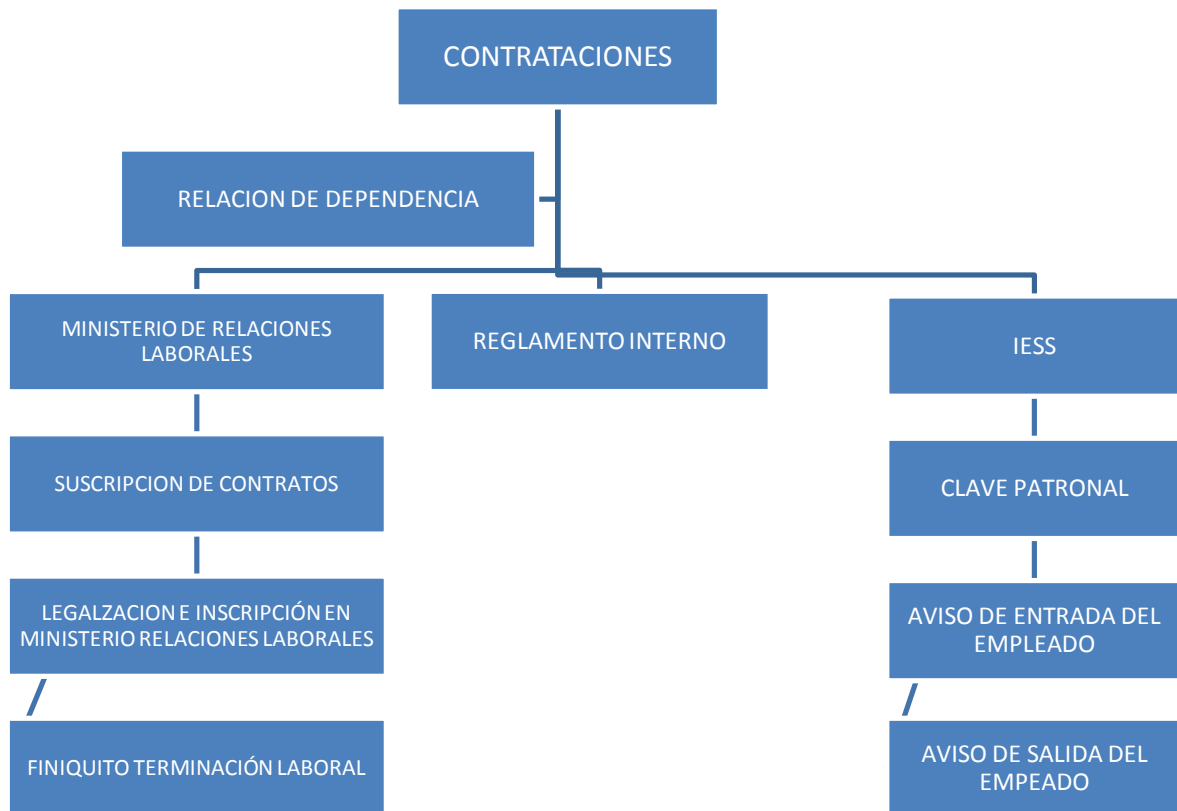 CONTRATACIONES
RELACION DE DEPENDENCIA
MINISTERIO DE RELACIONES
LABORALES
REGLAMENTO INTERNO
IESS
SUSCRIPCION DE CONTRATOS
CLAVE PATRONAL
LEGALZACION E INSCRIPCIÓN EN
MINISTERIO RELACIONES LABORALES
AVISO DE ENTRADA DEL
EMPLEADO
FINIQUITO TERMINACIÓN LABORAL
AVISO DE SALIDA DEL
EMPEADO